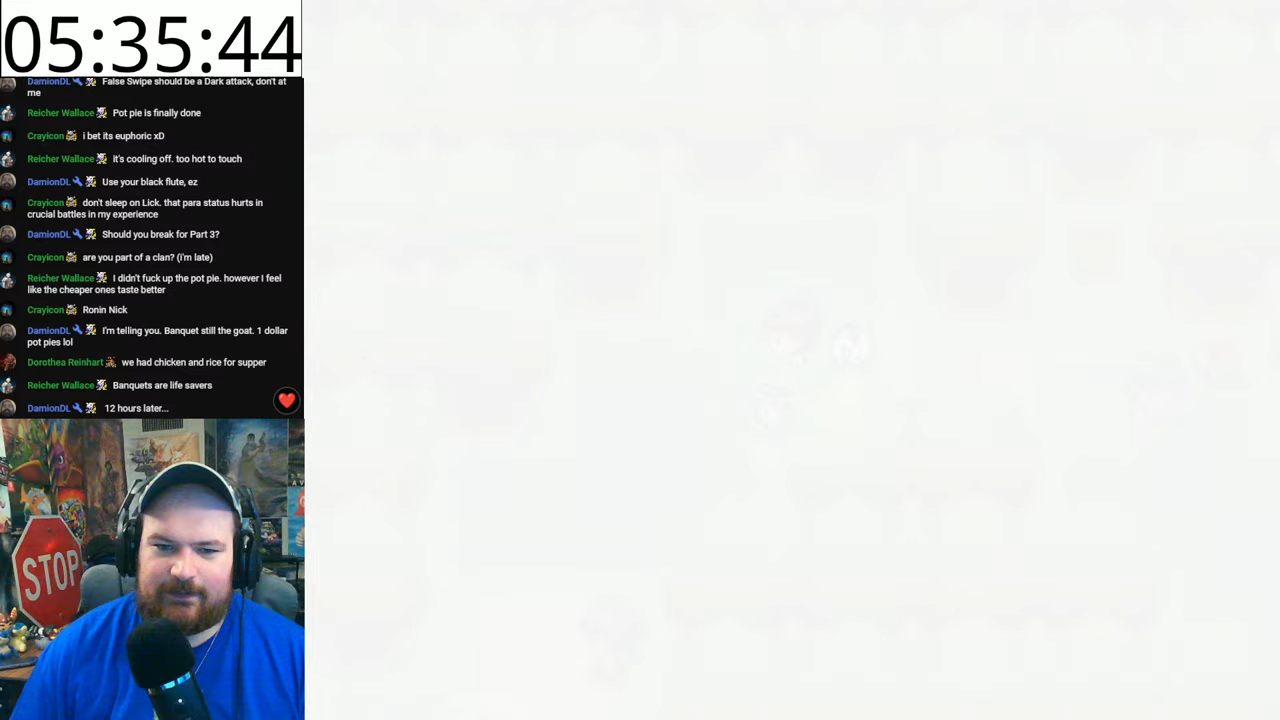 05:35:44
DamionDL False Swipe should be a Dark attack, don't at
me
Reicher Wallace Pot pie is finally done
Crayicon i bet its euphoric xD
Reicher Wallace it's cooling off. too hot to touch
DamionDL Use your black flute, ez
Crayicon don't sleep on Lick. that para status hurts in
crucial battles in my experience
DamionDL Should you break for Part 3?
Crayicon are you part of a clan? (i'm late)
Reicher Wallace I didn't fuck up the pot pie. however I feel
like the cheaper ones taste better
Crayicon Ronin Nick
DamionDL I'm telling you. Banquet still the goat. 1 dollar
pot pies lol
Dorothea Reinhart we had chicken and rice for supper
Reicher Wallace Banquets are life savers
DamionDL 12 hours later...
STOP